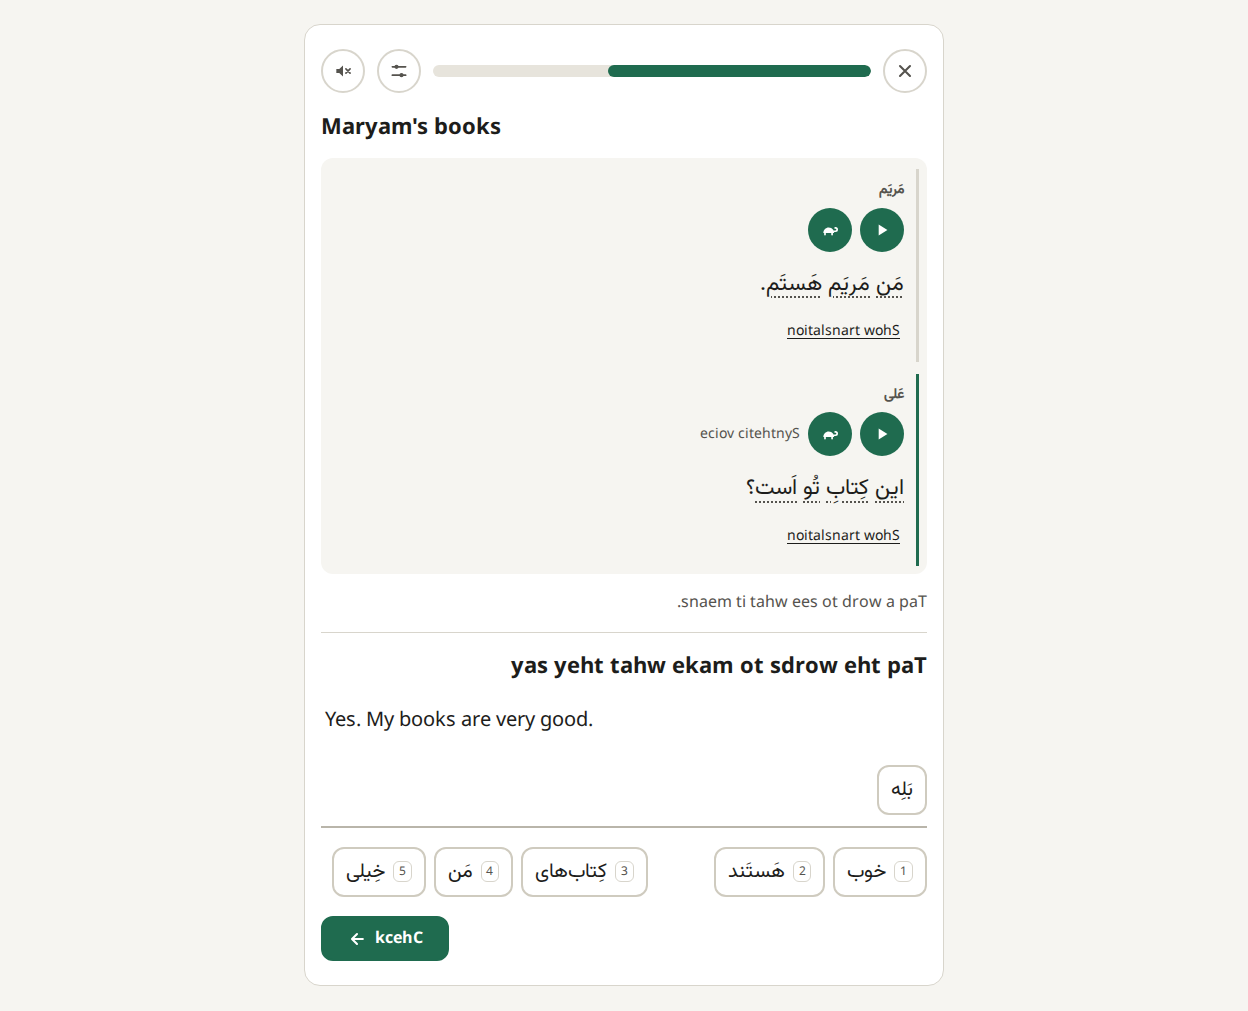 Maryam's books
مَریَم
مَن مَریَم هَستَم.
noitalsnart wohS
عَلی
eciov citehtnyS
این کِتابِ تُو اَست؟
noitalsnart wohS
.snaem ti tahw ees ot drow a paT
yas yeht tahw ekam ot sdrow eht paT
Yes. My books are very good.
بَلِه
1 خوب 2 هَستَند 3 کِتاب‌های 4 مَن 5 خِیلی
kcehC